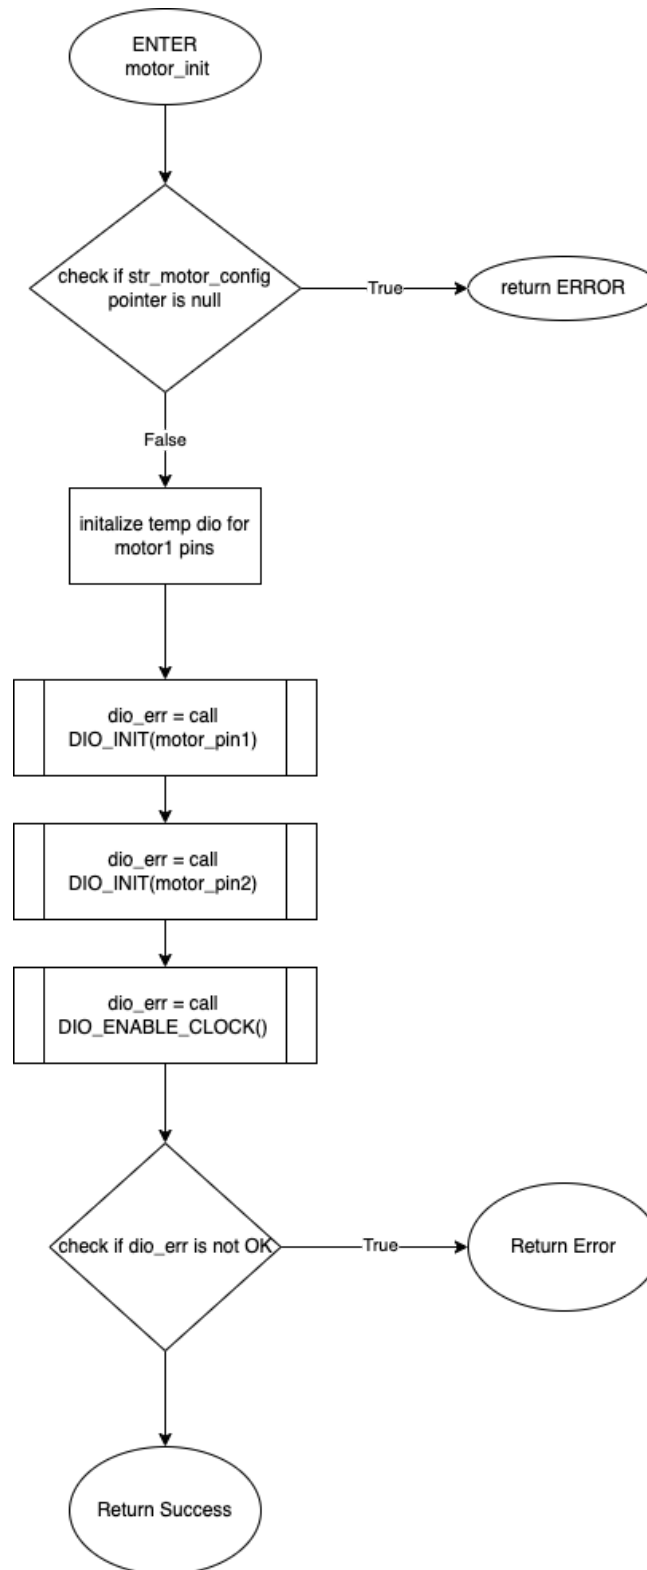 ENTER
motor_init
check if str_motor_config
pointer is null
True
return ERROR
False
initalize temp dio for
motor1 pins
dio_err = call
DIO_INIT(motor_pin1)
dio_err = call
DIO_INIT(motor_pin2)
dio_err = call
DIO_ENABLE_CLOCK()
check if dio_err is not OK
True
Return Error
Return Success